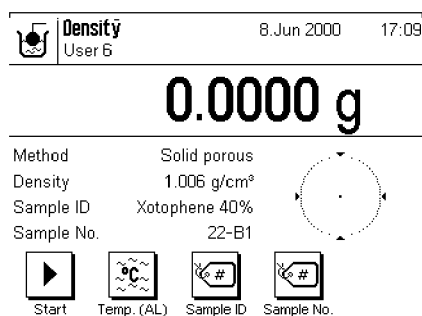 Densitȳ 8.Jun 2000 17:09
User 6
0.0000 g
Method Solid porous
Density 1.006 g/cm³
Sample ID Xotophene 40%
Sample No. 22-B1
°C # #
Start Temp. (AL) Sample ID Sample No.